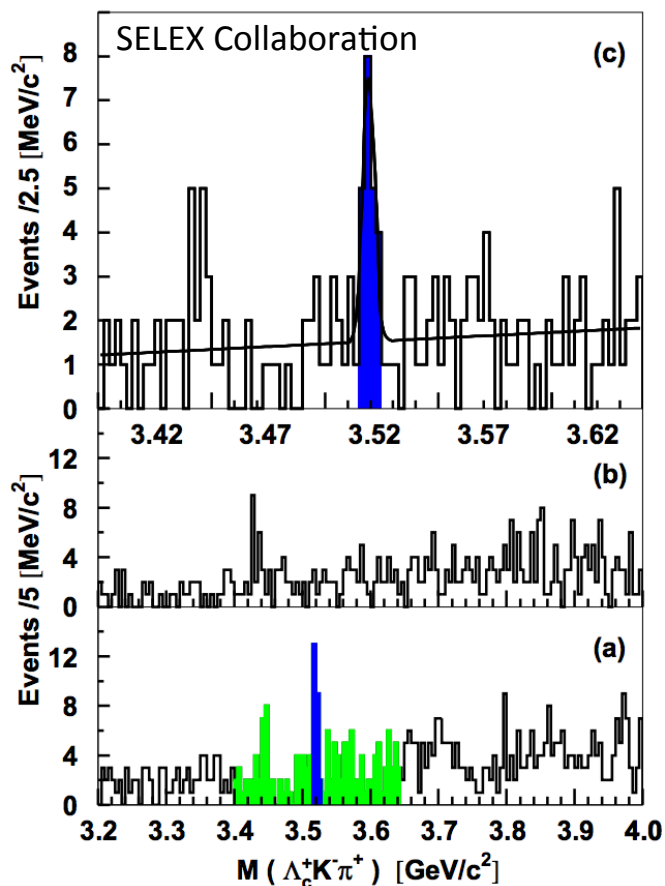 SELEX Collaboration
(c)
Events /2.5 [MeV/c²]
8
7
6
5
4
3
2
1
0
3.42 3.47 3.52 3.57 3.62
(b)
Events /5 [MeV/c²]
12
8
4
0
(a)
12
8
4
0
3.2 3.3 3.4 3.5 3.6 3.7 3.8 3.9 4.0
M ( Λc⁺K⁻π⁺ ) [GeV/c²]